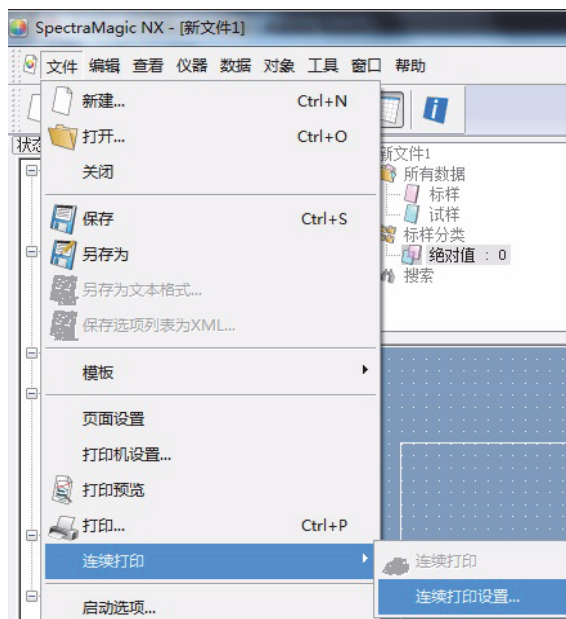 SpectraMagic NX - [新文件1]
文件 编辑 查看 仪器 数据 对象 工具 窗口 帮助
新建... Ctrl+N
打开... Ctrl+O
关闭
保存 Ctrl+S
另存为
另存为文本格式...
保存选项列表为XML...
模板
页面设置
打印机设置...
打印预览
打印... Ctrl+P
连续打印
启动选项...
连续打印
连续打印设置...
状态
新文件1
所有数据
标样
试样
标样分类
绝对值 : 0
搜索